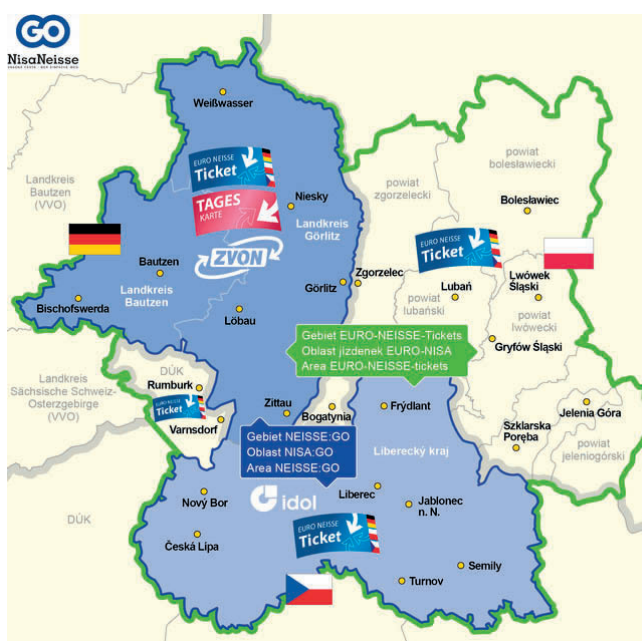 GO
NisaNeisse
Weißwasser
powiat
bolesławiecki
EURO NEISSE
Ticket
Landkreis
Bautzen
(VVO)
powiat
zgorzelecki
TAGES
KARTE
Niesky
Bolesławiec
Landkreis
Görlitz
EURO NEISSE
Ticket
ZVON
Bautzen
Zgorzelec
Görlitz
Lubań
Lwówek
Śląski
Landkreis
Bautzen
Bischofswerda
Löbau
powiat
lubański
powiat
lwówecki
Gebiet EURO-NEISSE-Tickets
Oblast jízdenek EURO-NISA
Area EURO-NEISSE-tickets
Gryfów Śląski
DÚK
Rumburk
Landkreis
Sächsische Schweiz-
Osterzgebirge
(VVO)
EURO NEISSE
Ticket
Varnsdorf
Zittau
Bogatynia
Frýdlant
Jelenia Góra
Szklarska
Poręba
powiat
jeleniogórski
Gebiet NEISSE:GO
Oblast NISA:GO
Area NEISSE:GO
Liberecký kraj
Nový Bor
idol
Liberec
Jablonec
n. N.
DÚK
Česká Lipa
EURO NEISSE
Ticket
Semily
Turnov